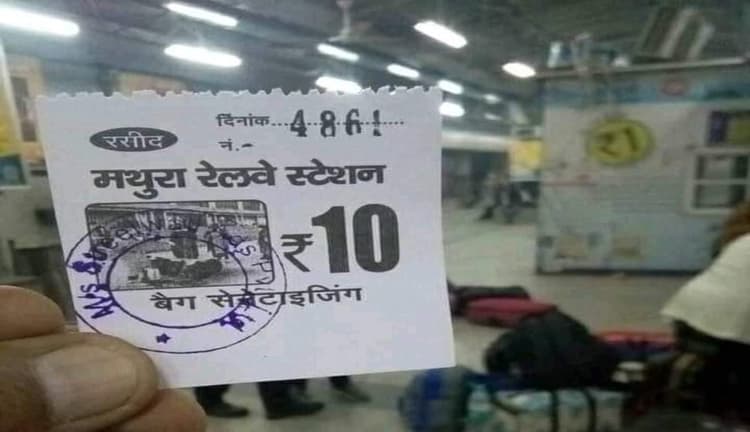 रसीद
दिनांक....4861....
नं.-
मथुरा रेलवे स्टेशन
₹10
बैग सेनेटाइजिंग
M/s